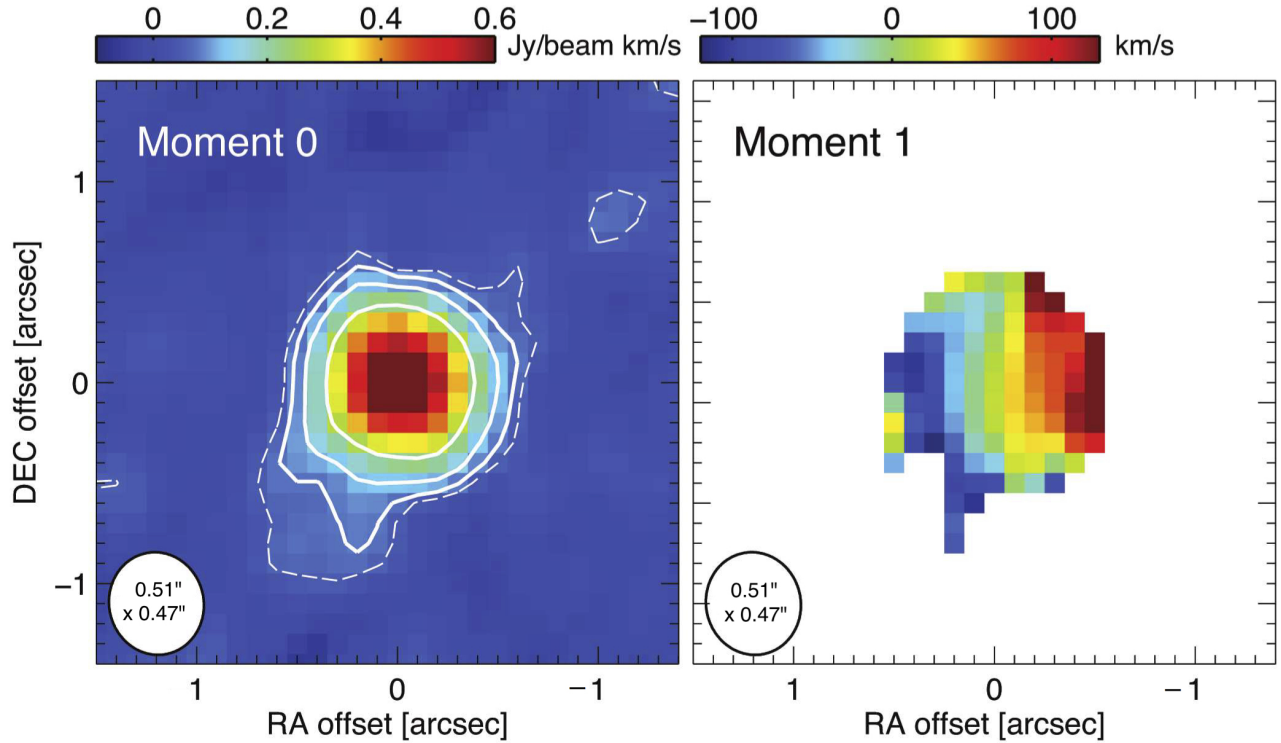 0 0.2 0.4 0.6
Jy/beam km/s
−100 0 100
km/s
Moment 0
Moment 1
DEC offset [arcsec]
1
0
−1
0.51"
x 0.47"
0.51"
x 0.47"
1 0 −1
1 0 −1
RA offset [arcsec]
RA offset [arcsec]